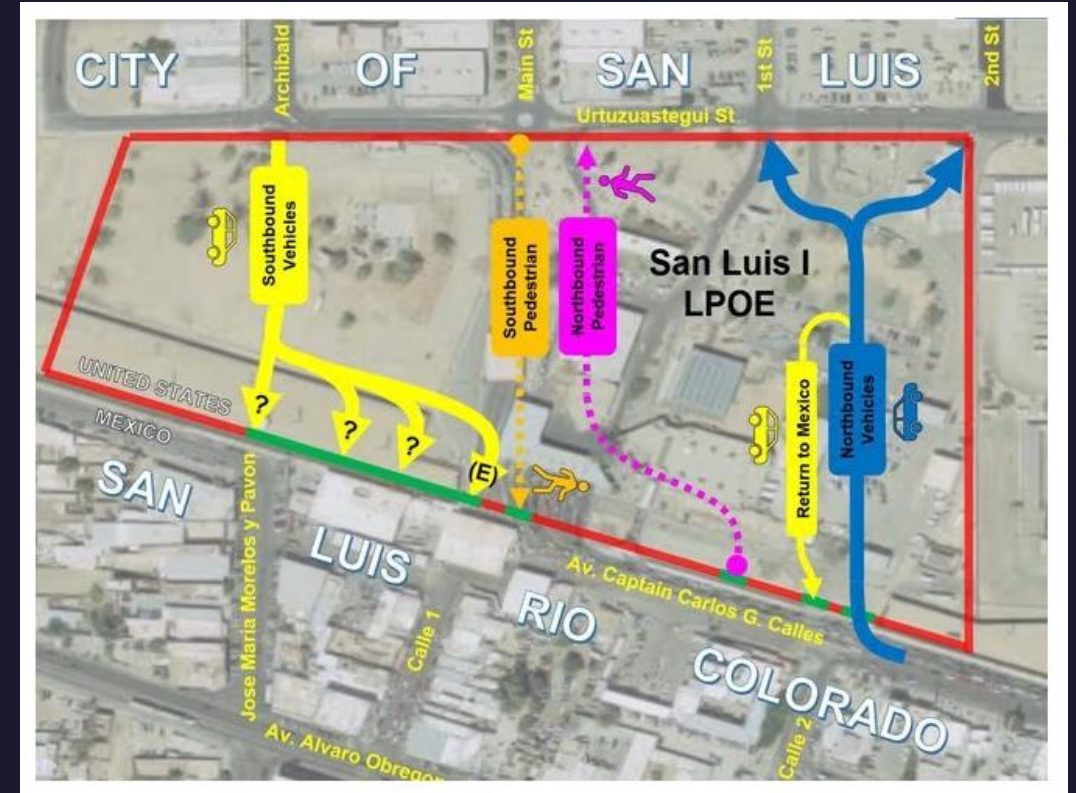 CITY OF SAN LUIS
Archibald
Main St
1st St
2nd St
Urtuzuastegui St
Southbound
Vehicles
Southbound
Pedestrian
Northbound
Pedestrian
San Luis I
LPOE
Return to Mexico
Northbound
Vehicles
UNITED STATES
MEXICO
?
?
?
(E)
SAN
LUIS
RIO
COLORADO
Jose Maria Morelos y Pavon
Calle 1
Av. Captain Carlos G. Calles
Calle 2
Av. Alvaro Obregor